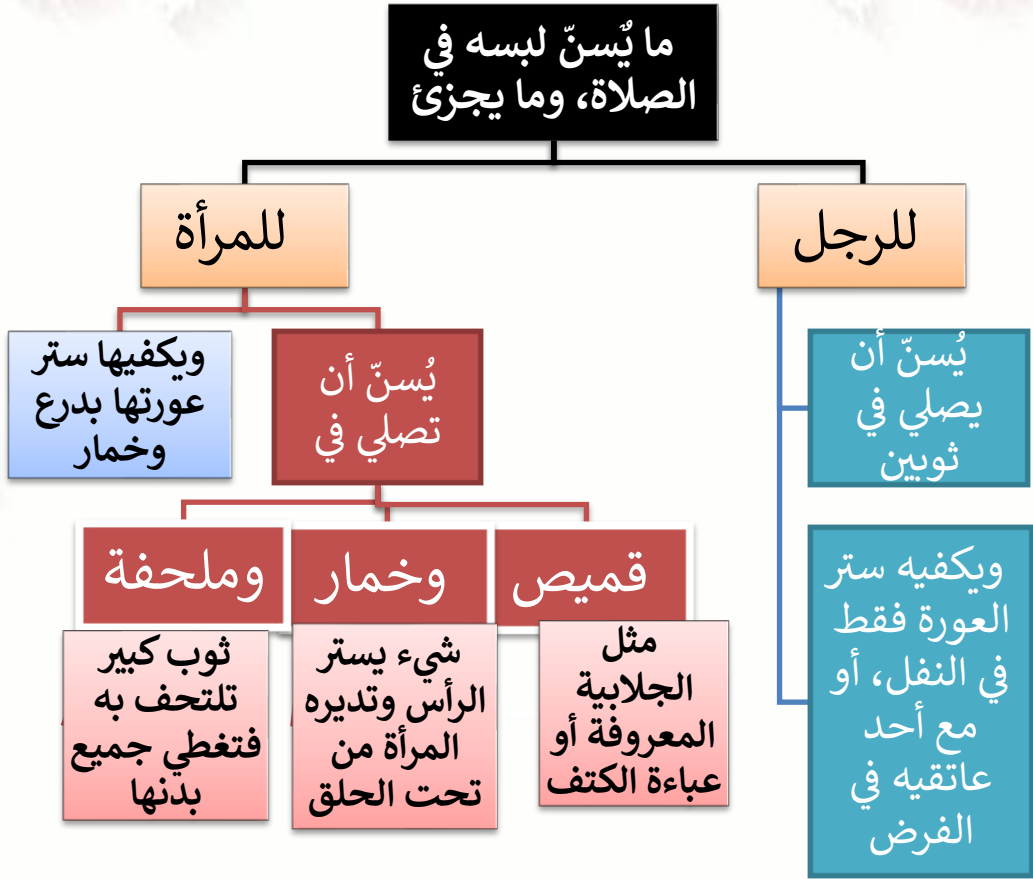 ما يُسنّ لبسه في
الصلاة، وما يجزئ
للرجل
يُسنّ أن
يصلي في
ثوبين
ويكفيه ستر
العورة فقط
في النفل، أو
مع أحد
عاتقيه في
الفرض
للمرأة
يُسنّ أن
تصلي في
قميص
مثل
الجلابية
المعروفة أو
عباءة الكتف
وخمار
شيء يستر
الرأس وتديره
المرأة من
تحت الحلق
وملحفة
ثوب كبير
تلتحف به
فتغطي جميع
بدنها
ويكفيها ستر
عورتها بدرع
وخمار